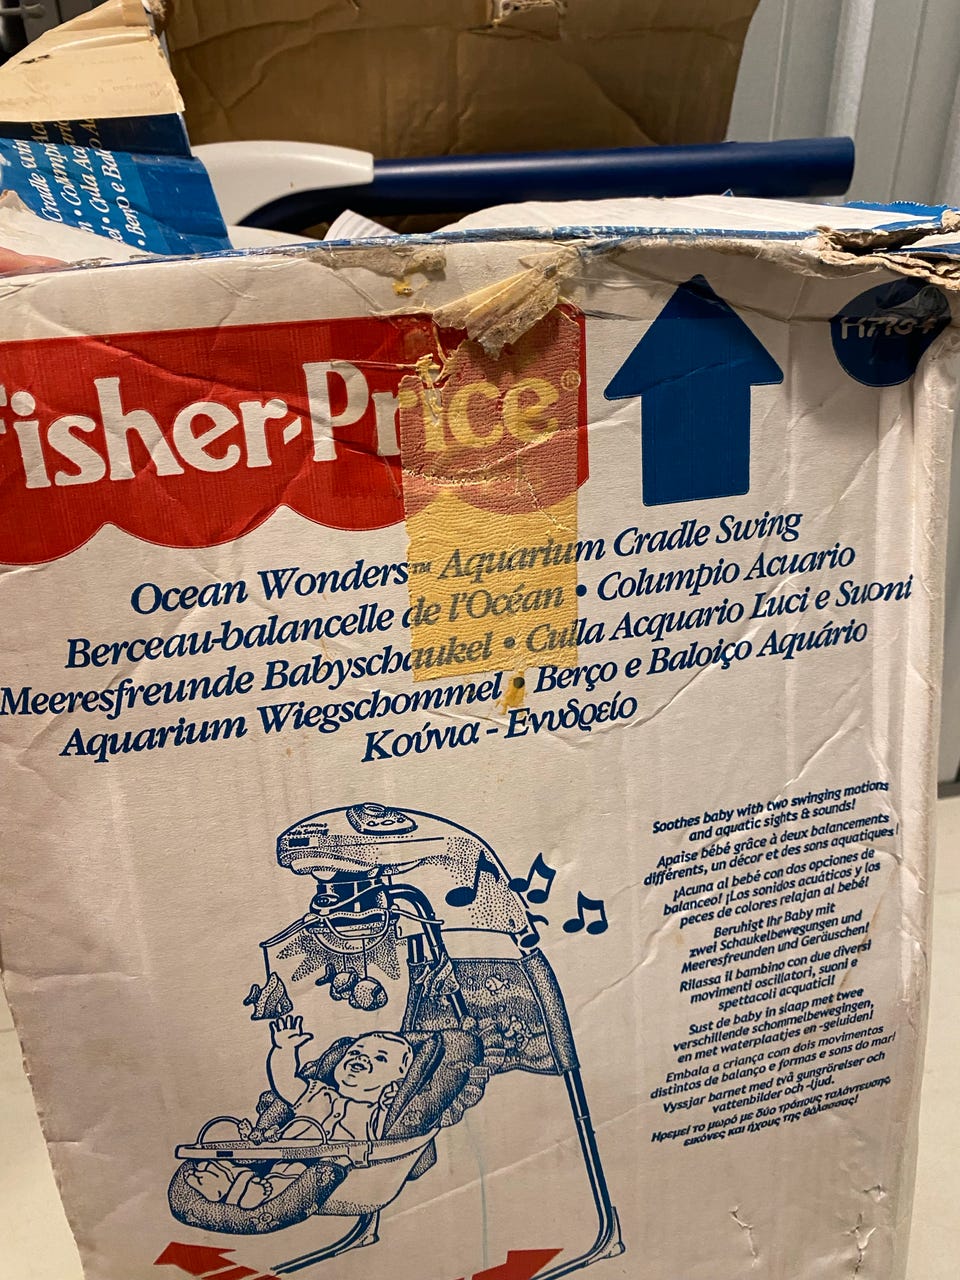 Cradle Swin
• Colump
Culla Ac
• Berço e Bal
Fisher-Price®
Ocean Wonders™ Aquarium Cradle Swing
Berceau-balancelle de l'Océan • Columpio Acuario
Meeresfreunde Babyschaukel • Culla Acquario Luci e Suoni
Aquarium Wiegschommel • Berço e Baloiço Aquário
Κούνια - Ενυδρείο
Soothes baby with two swinging motions
and aquatic sights & sounds!
Apaise bébé grâce à deux balancements
différents, un décor et des sons aquatiques!
¡Acuna al bebé con dos opciones de
balanceo! ¡Los sonidos acuáticos y los
peces de colores relajan al bebé!
Beruhigt Ihr Baby mit
zwei Schaukelbewegungen und
Meeresfreunden und Geräuschen!
Rilassa il bambino con due diversi
movimenti oscillatori, suoni e
spettacoli acquatici!
Sust de baby in slaap met twee
verschillende schommelbewegingen,
en met waterplaatjes en -geluiden!
Embala a criança com dois movimentos
distintos de balanço e formas e sons do mar!
Vyssjar barnet med två gungrörelser och
vattenbilder och -ljud.
Ηρεμεί το μωρό με δύο τρόπους ταλάντευσης,
εικόνες και ήχους της θάλασσας!